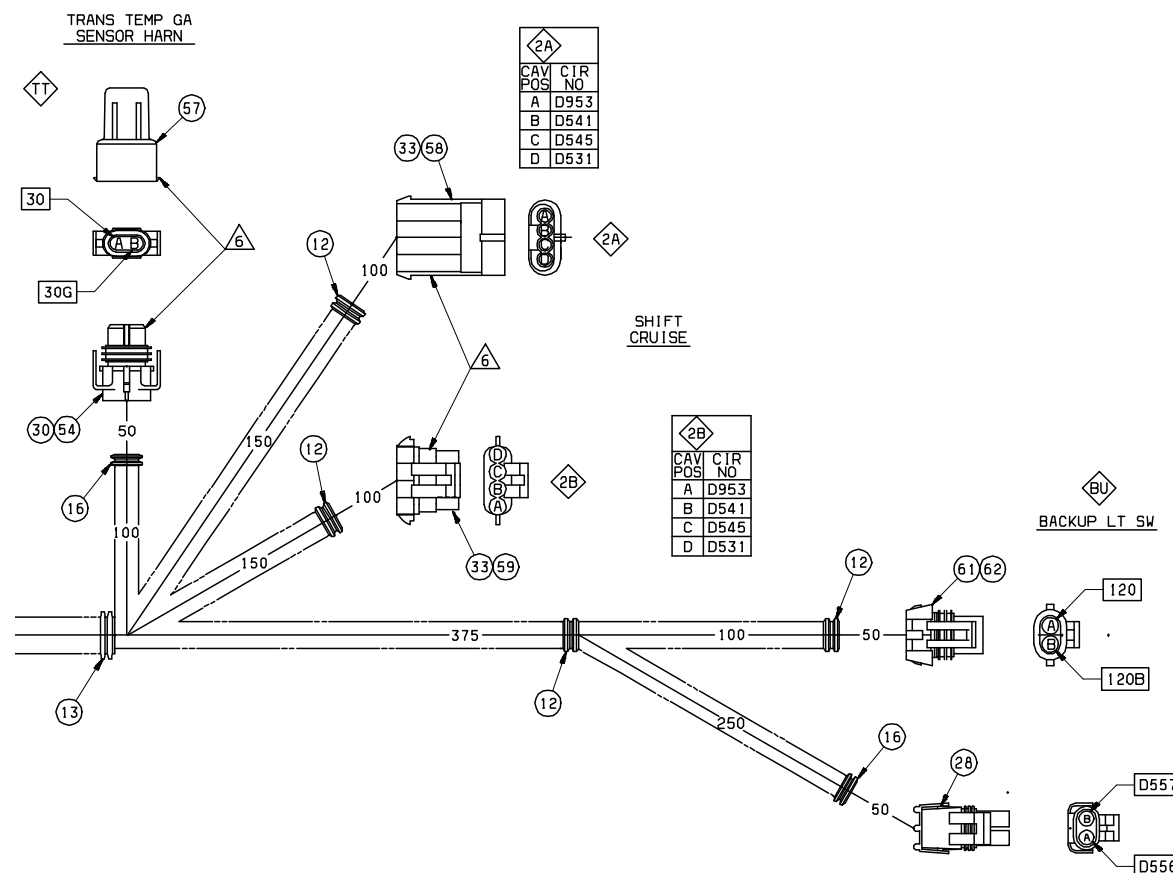 TRANS TEMP GA
SENSOR HARN
TT
57
30
A B
30G
6
30 54
50
16
100
13
2A
CAV POS CIR NO
A D953
B D541
C D545
D D531
33 58
12
100
A
B
C
D
2A
150
SHIFT
CRUISE
6
12
100
150
D
C
B
A
2B
33 59
2B
CAV POS CIR NO
A D953
B D541
C D545
D D531
BU
BACKUP LT SW
375
12
100
12
50
61 62
120
A
B
120B
250
16
50
28
D557
B
A
D556